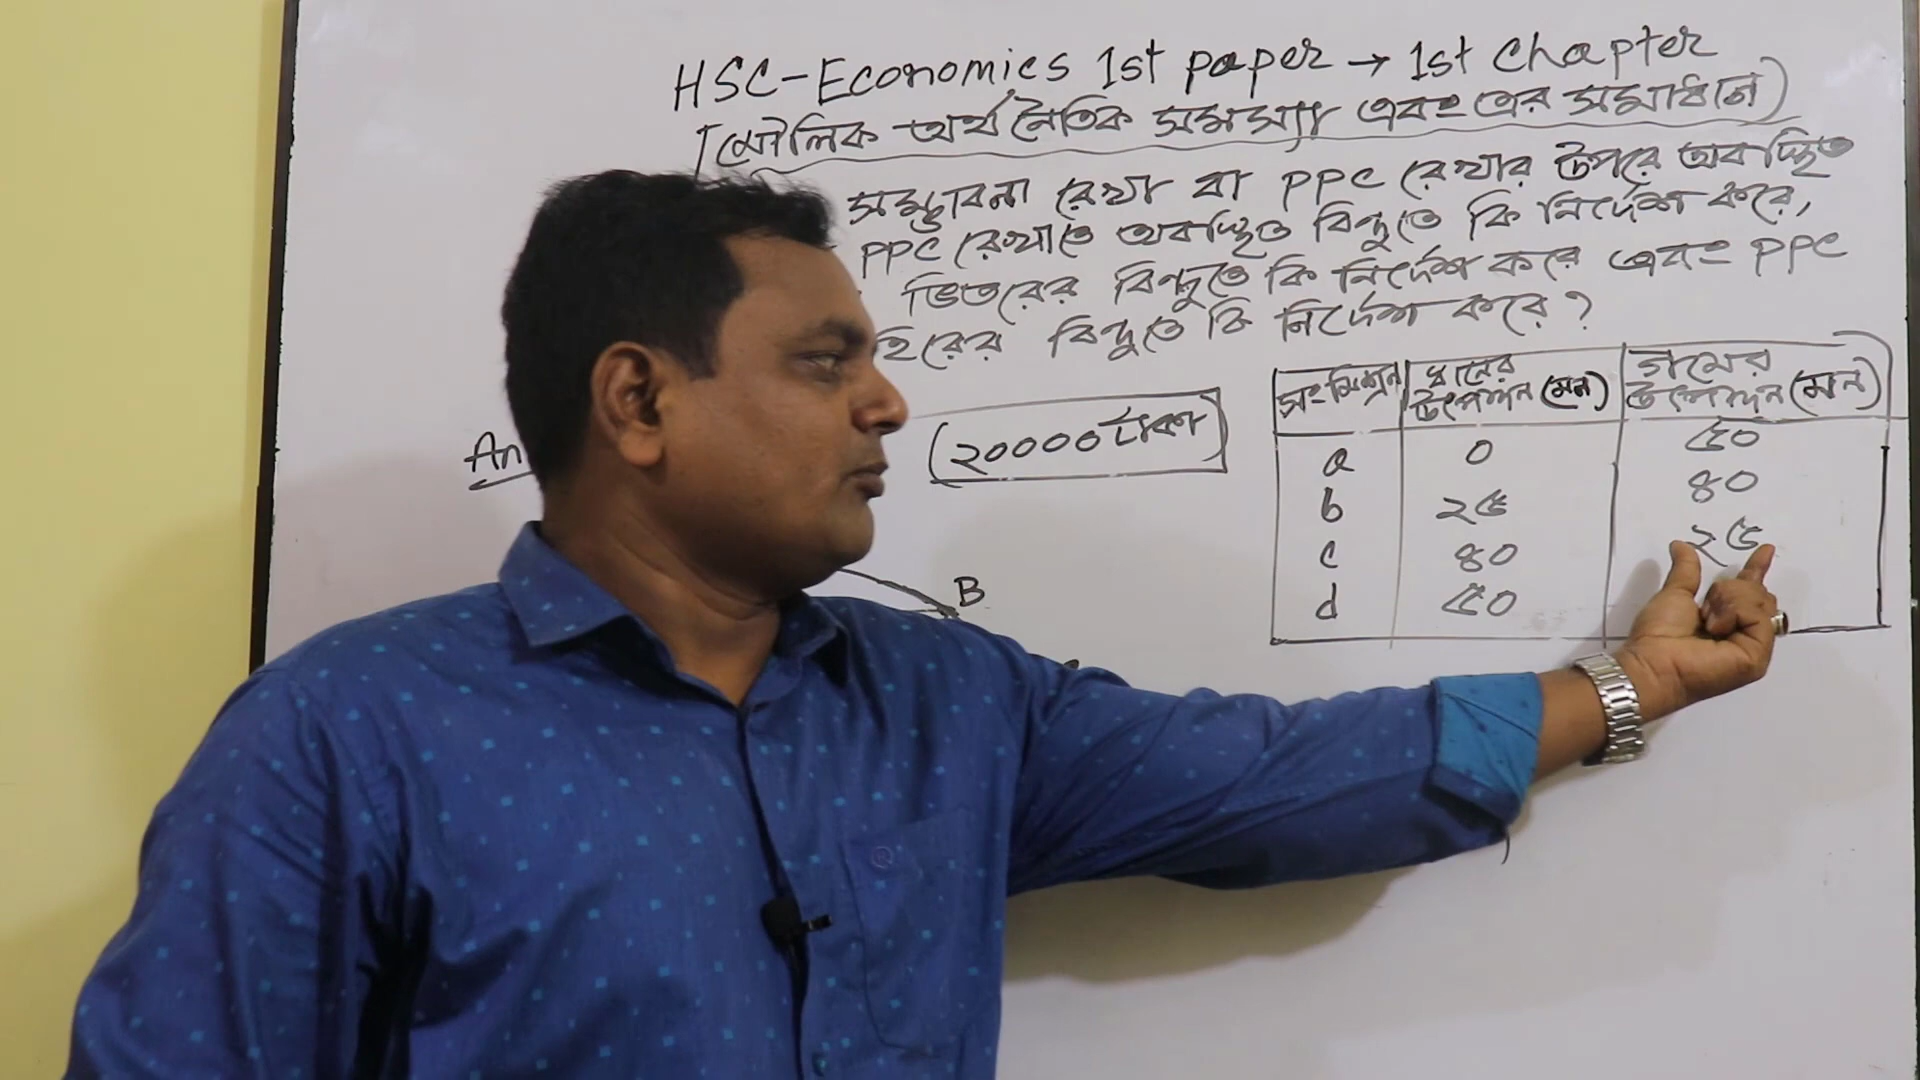 HSC-Economics 1st paper → 1st Chapter
[মৌলিক অর্থনৈতিক সমস্যা এবং এর সমাধান)
সম্ভাবনা রেখা বা PPC রেখার উপরে অবস্থিত
PPC রেখাতে অবস্থিত বিন্দুতে কি নির্দেশ করে,
ভিতরের বিন্দুতে কি নির্দেশ করে এবং PPC
হিরের বিন্দুতে কি নির্দেশ করে?
An
(২০০০০ টাকা)
সংমিশ্রন ধানের উৎপাদন (মন) গমের উৎপাদন (মন)
a 0 ৫০
b ২৫ ৪০
c ৪০ ২৫
d ৫০
B